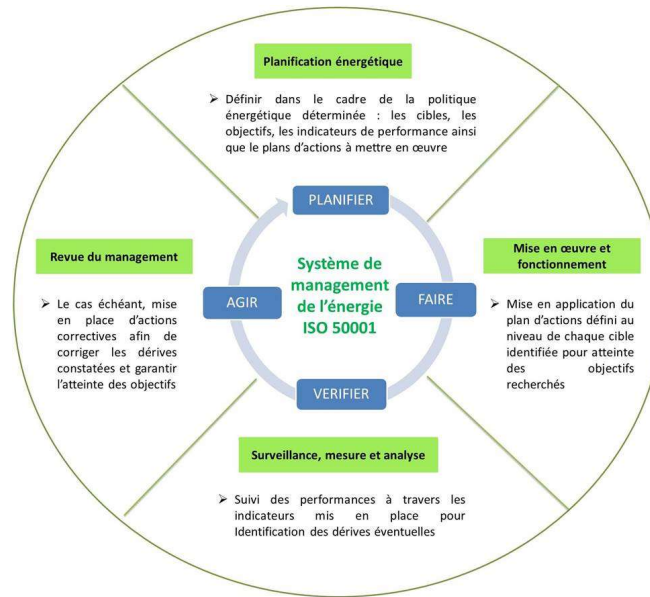 Planification énergétique
➢ Définir dans le cadre de la politique
énergétique déterminée : les cibles, les
objectifs, les indicateurs de performance ainsi
que le plans d'actions à mettre en œuvre
PLANIFIER
Mise en œuvre et
fonctionnement
➢ Mise en application du
plan d'actions défini au
niveau de chaque cible
identifiée pour atteinte
des objectifs
recherchés
FAIRE
Système de
management
de l'énergie
ISO 50001
VERIFIER
Surveillance, mesure et analyse
➢ Suivi des performances à travers les
indicateurs mis en place pour
Identification des dérives éventuelles
AGIR
Revue du management
➢ Le cas échéant, mise
en place d'actions
correctives afin de
corriger les dérives
constatées et garantir
l'atteinte des objectifs